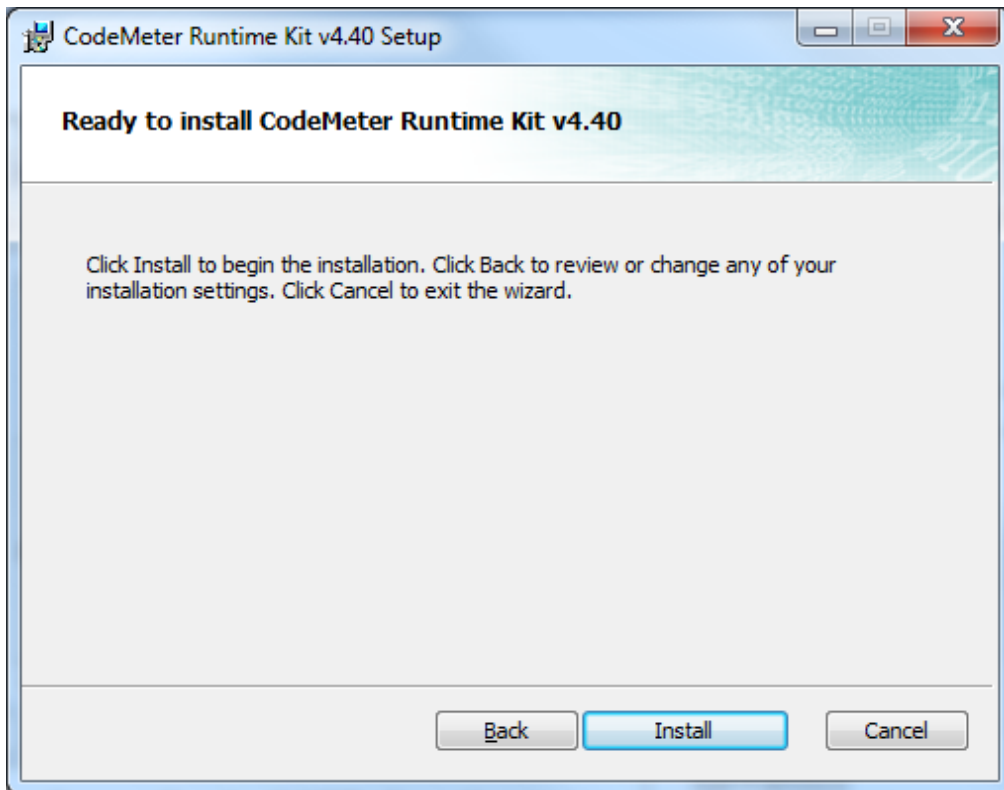 CodeMeter Runtime Kit v4.40 Setup
Ready to install CodeMeter Runtime Kit v4.40
Click Install to begin the installation. Click Back to review or change any of your
installation settings. Click Cancel to exit the wizard.
Back Install Cancel